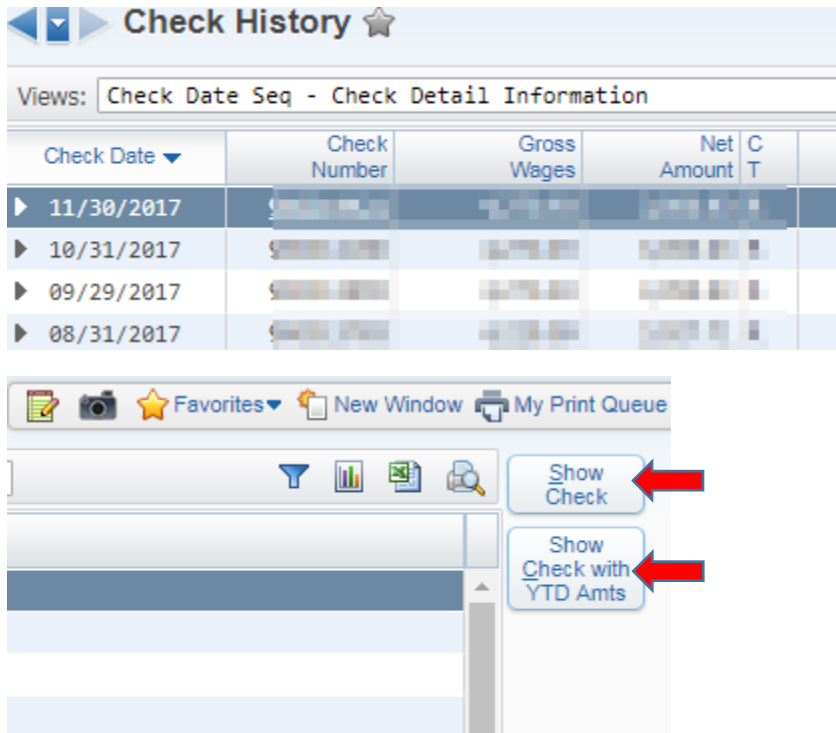 Check History
Views: Check Date Seq - Check Detail Information
Check Date Check Number Gross Wages Net Amount C T
11/30/2017
10/31/2017
09/29/2017
08/31/2017
Favorites New Window My Print Queue
Show
Check
Show
Check with
YTD Amts